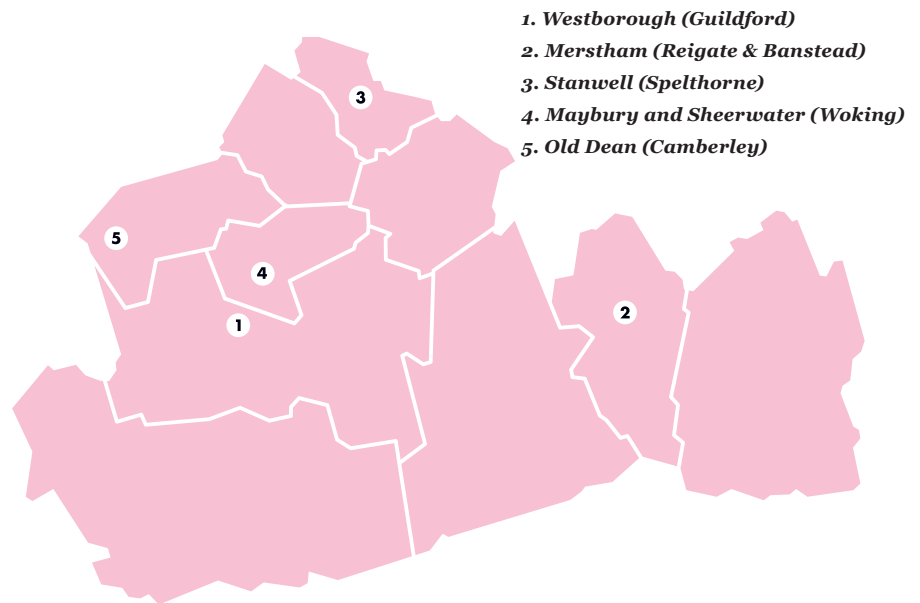 1. Westborough (Guildford)
2. Merstham (Reigate & Banstead)
3. Stanwell (Spelthorne)
4. Maybury and Sheerwater (Woking)
5. Old Dean (Camberley)
3
5
4
2
1